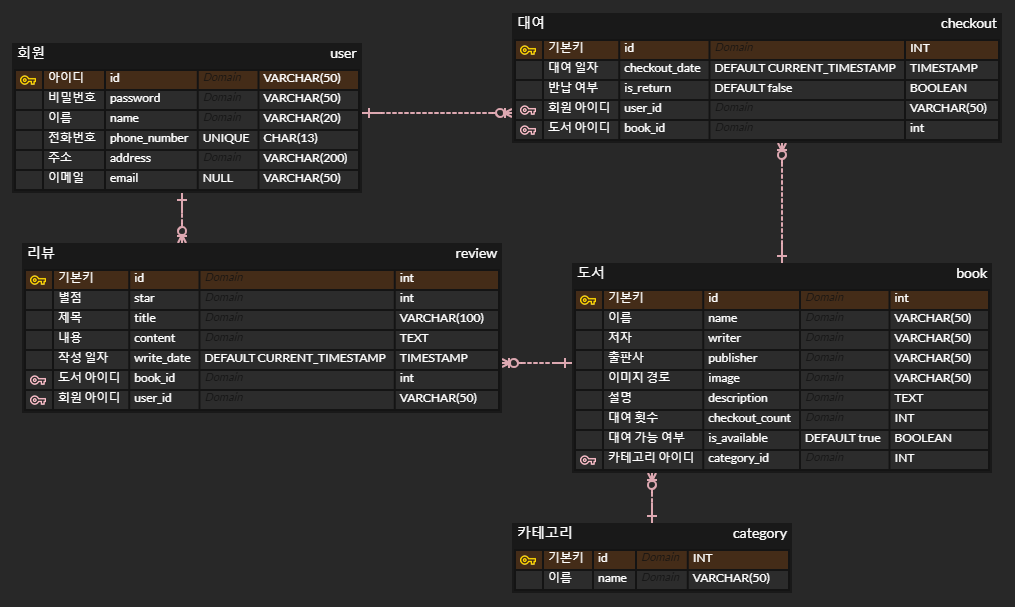 회원 user
아이디 id Domain VARCHAR(50)
비밀번호 password Domain VARCHAR(50)
이름 name Domain VARCHAR(20)
전화번호 phone_number UNIQUE CHAR(13)
주소 address Domain VARCHAR(200)
이메일 email NULL VARCHAR(50)
대여 checkout
기본키 id Domain INT
대여 일자 checkout_date DEFAULT CURRENT_TIMESTAMP TIMESTAMP
반납 여부 is_return DEFAULT false BOOLEAN
회원 아이디 user_id Domain VARCHAR(50)
도서 아이디 book_id Domain int
리뷰 review
기본키 id Domain int
별점 star Domain int
제목 title Domain VARCHAR(100)
내용 content Domain TEXT
작성 일자 write_date DEFAULT CURRENT_TIMESTAMP TIMESTAMP
도서 아이디 book_id Domain int
회원 아이디 user_id Domain VARCHAR(50)
도서 book
기본키 id Domain int
이름 name Domain VARCHAR(50)
저자 writer Domain VARCHAR(50)
출판사 publisher Domain VARCHAR(50)
이미지 경로 image Domain VARCHAR(50)
설명 description Domain TEXT
대여 횟수 checkout_count Domain INT
대여 가능 여부 is_available DEFAULT true BOOLEAN
카테고리 아이디 category_id Domain INT
카테고리 category
기본키 id Domain INT
이름 name Domain VARCHAR(50)